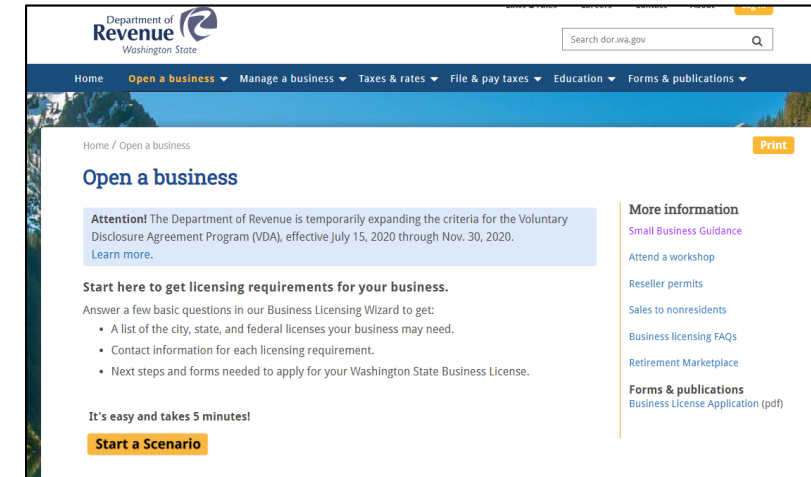 Department of
Revenue
Washington State
Search dor.wa.gov
Home Open a business Manage a business Taxes & rates File & pay taxes Education Forms & publications
Home / Open a business
Print
Open a business
Attention! The Department of Revenue is temporarily expanding the criteria for the Voluntary
Disclosure Agreement Program (VDA), effective July 15, 2020 through Nov. 30, 2020.
Learn more.
Start here to get licensing requirements for your business.
Answer a few basic questions in our Business Licensing Wizard to get:
• A list of the city, state, and federal licenses your business may need.
• Contact information for each licensing requirement.
• Next steps and forms needed to apply for your Washington State Business License.
It's easy and takes 5 minutes!
Start a Scenario
More information
Small Business Guidance
Attend a workshop
Reseller permits
Sales to nonresidents
Business licensing FAQs
Retirement Marketplace
Forms & publications
Business License Application (pdf)